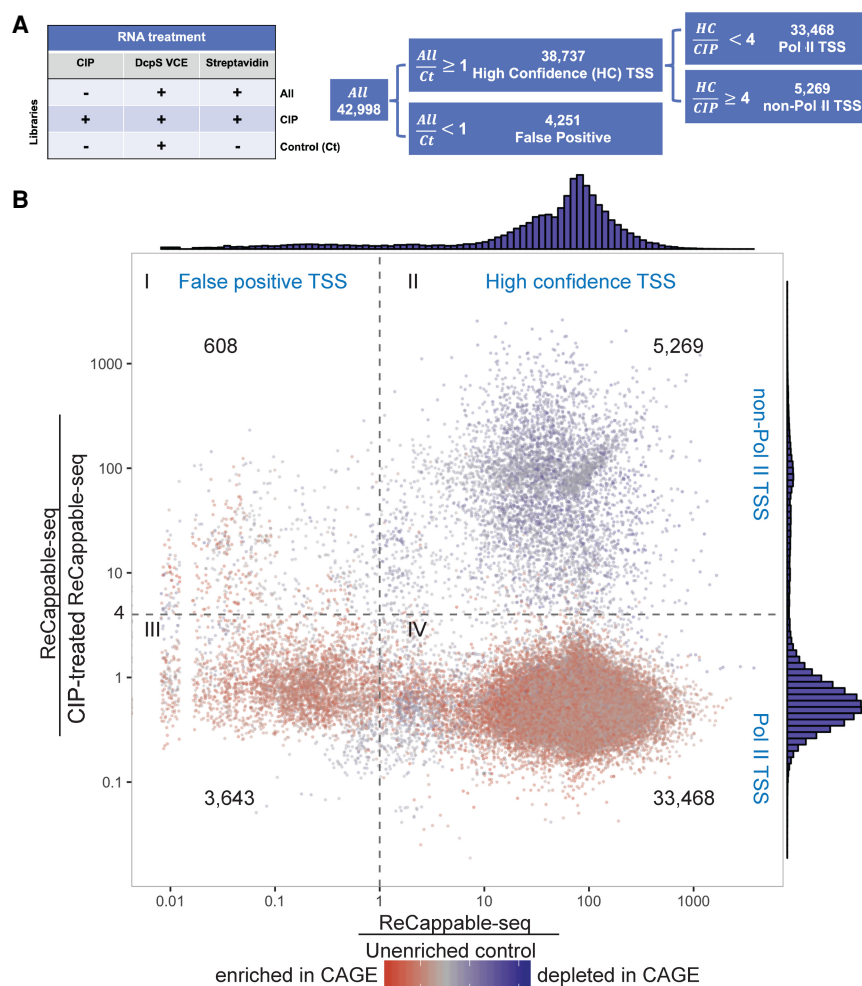 A
RNA treatment
CIP DcpS VCE Streptavidin
Libraries
- + + All
+ + + CIP
- + - Control (Ct)
All
42,998
All/Ct ≥ 1 38,737
High Confidence (HC) TSS
All/Ct < 1 4,251
False Positive
HC/CIP < 4 33,468
Pol II TSS
HC/CIP ≥ 4 5,269
non-Pol II TSS
B
I False positive TSS II High confidence TSS
608 5,269
non-Pol II TSS
1000
100
10
4
1
0.1
ReCappable-seq
CIP-treated ReCappable-seq
III IV
Pol II TSS
3,643 33,468
0.01 0.1 1 10 100 1000
ReCappable-seq
Unenriched control
enriched in CAGE depleted in CAGE